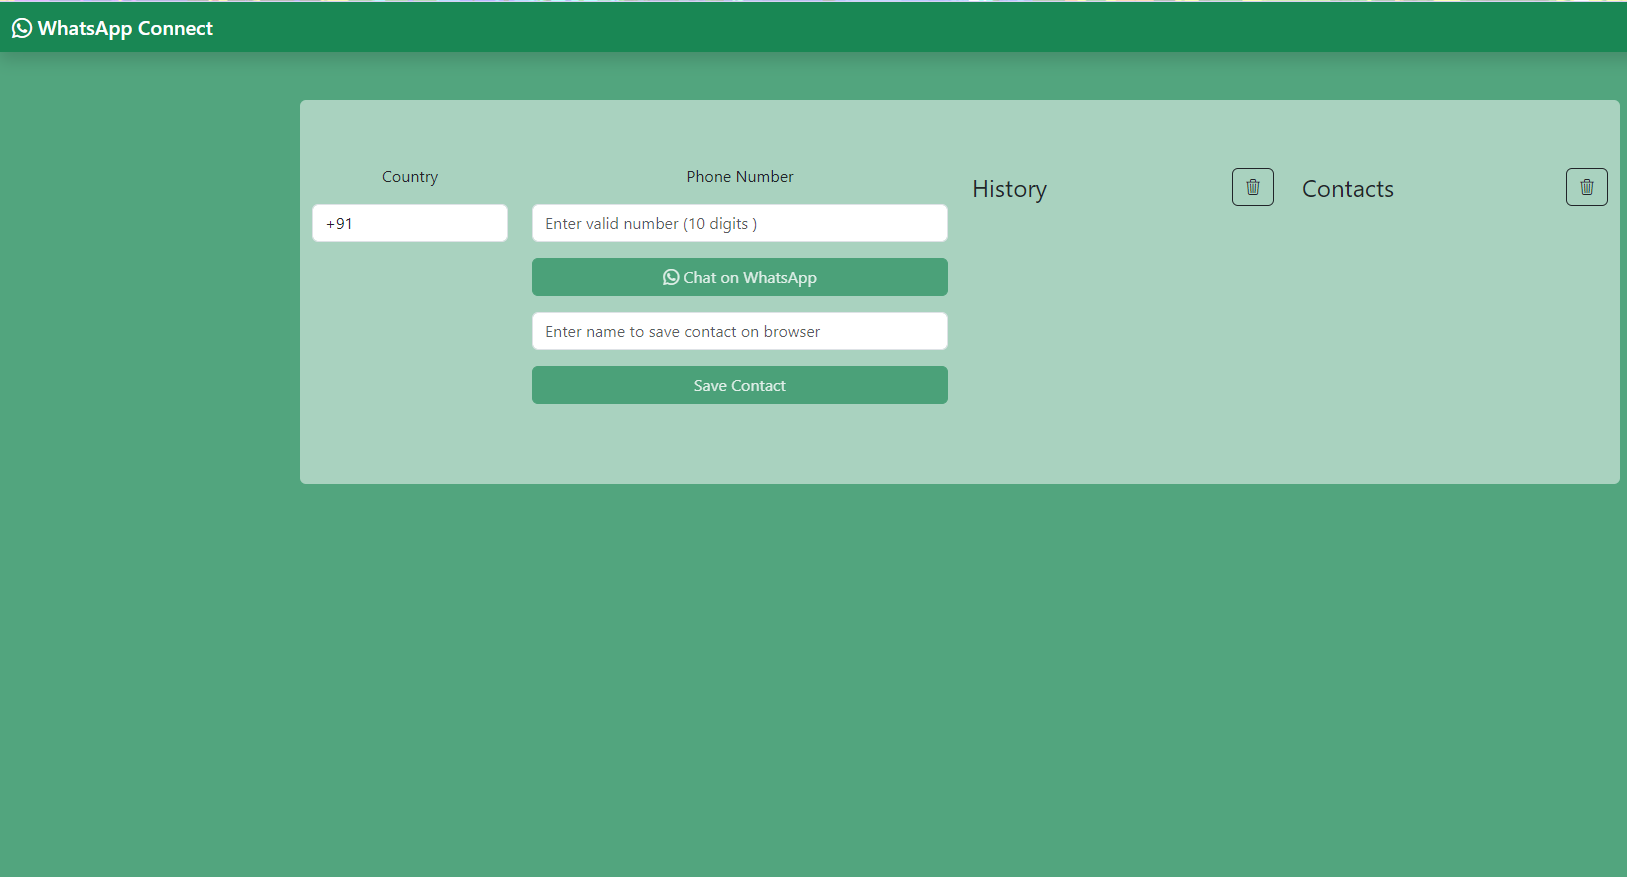 WhatsApp Connect
Country
+91
Phone Number
Enter valid number (10 digits )
Chat on WhatsApp
Enter name to save contact on browser
Save Contact
History
Contacts